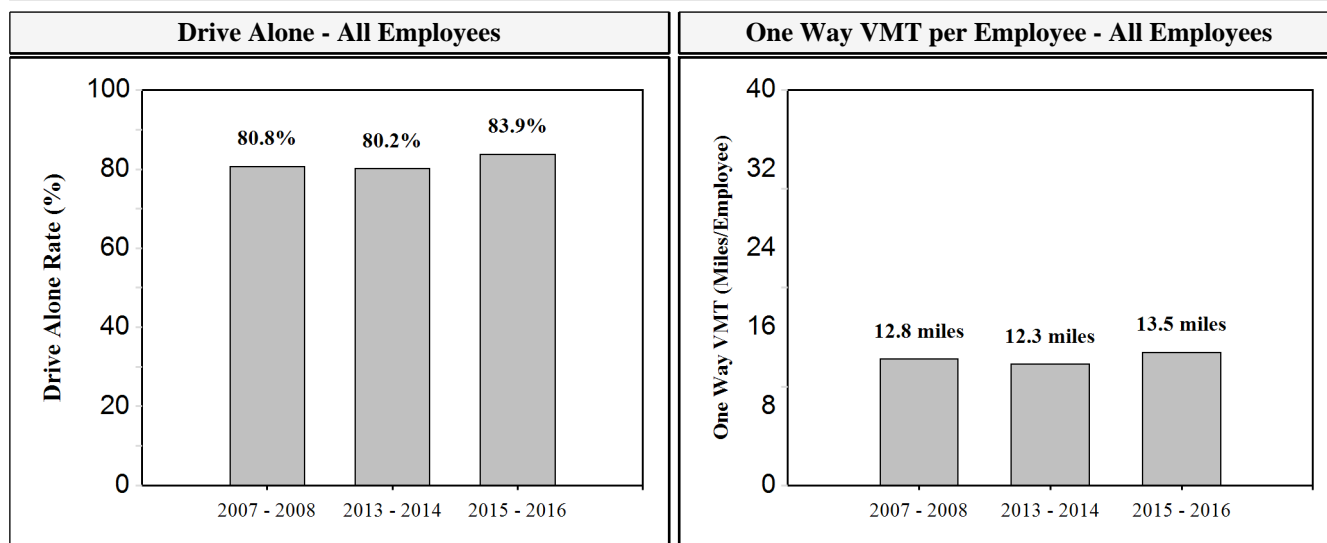 Drive Alone - All Employees
One Way VMT per Employee - All Employees
Drive Alone Rate (%)
100
80
60
40
20
0
80.8%
80.2%
83.9%
2007 - 2008
2013 - 2014
2015 - 2016
One Way VMT (Miles/Employee)
40
32
24
16
8
0
12.8 miles
12.3 miles
13.5 miles
2007 - 2008
2013 - 2014
2015 - 2016